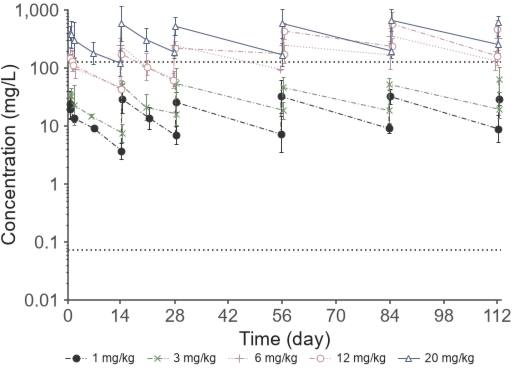 1,000
100
10
1
0.1
0.01
Concentration (mg/L)
0 14 28 42 56 70 84 98 112
Time (day)
1 mg/kg 3 mg/kg 6 mg/kg 12 mg/kg 20 mg/kg